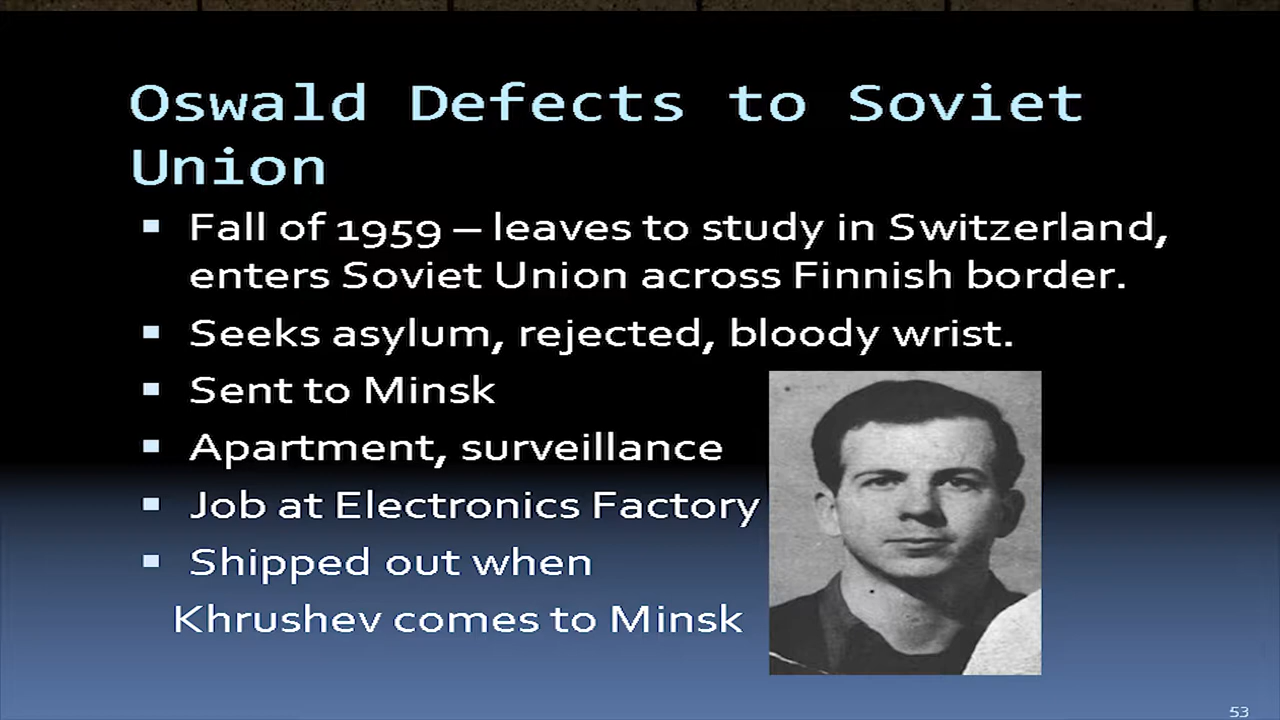 Oswald Defects to Soviet
Union
▪ Fall of 1959 – leaves to study in Switzerland,
enters Soviet Union across Finnish border.
▪ Seeks asylum, rejected, bloody wrist.
▪ Sent to Minsk
▪ Apartment, surveillance
▪ Job at Electronics Factory
▪ Shipped out when
Khrushev comes to Minsk
53